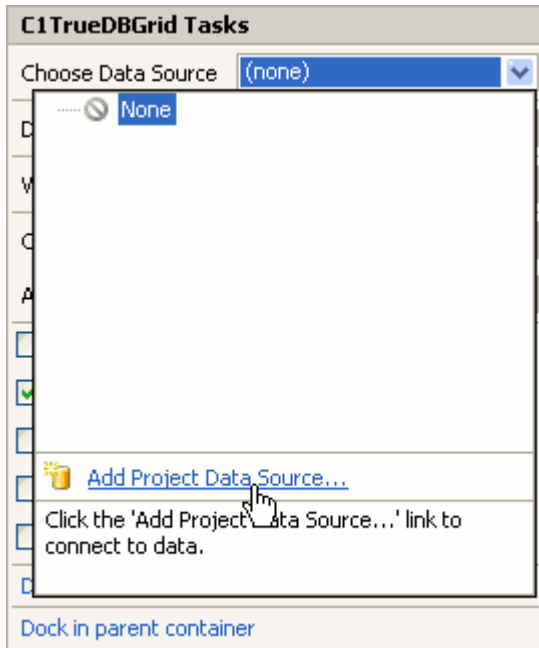 C1TrueDBGrid Tasks
Choose Data Source (none)
None
Add Project Data Source...
Click the 'Add Project Data Source...' link to
connect to data.
Dock in parent container